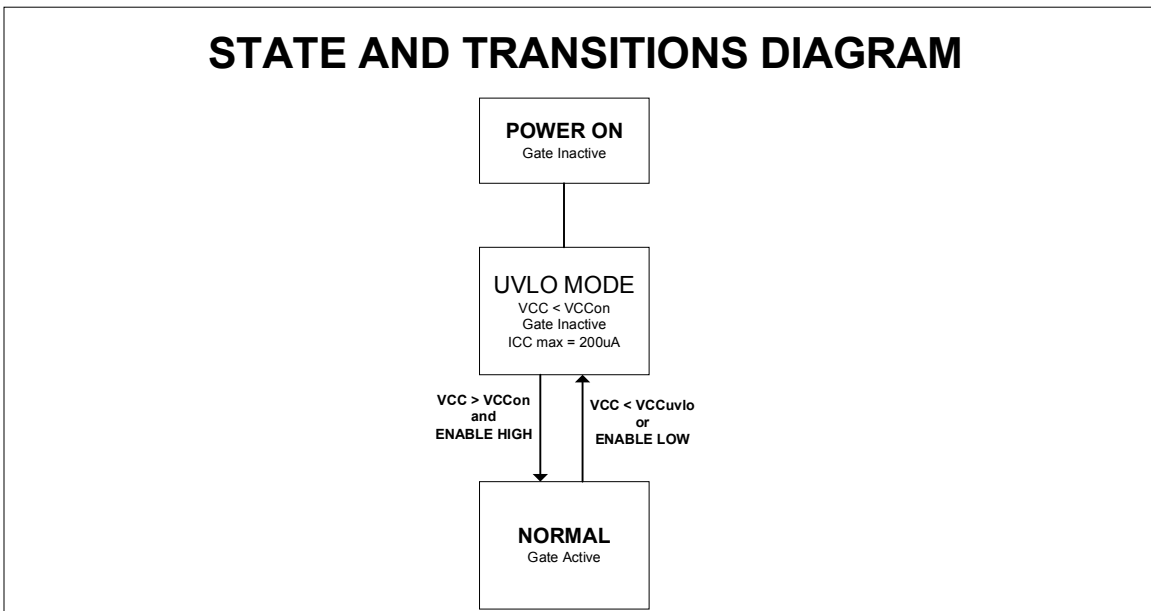 STATE AND TRANSITIONS DIAGRAM
POWER ON
Gate Inactive
UVLO MODE
VCC < VCCon
Gate Inactive
ICC max = 200uA
VCC > VCCon
and
ENABLE HIGH
VCC < VCCuvlo
or
ENABLE LOW
NORMAL
Gate Active